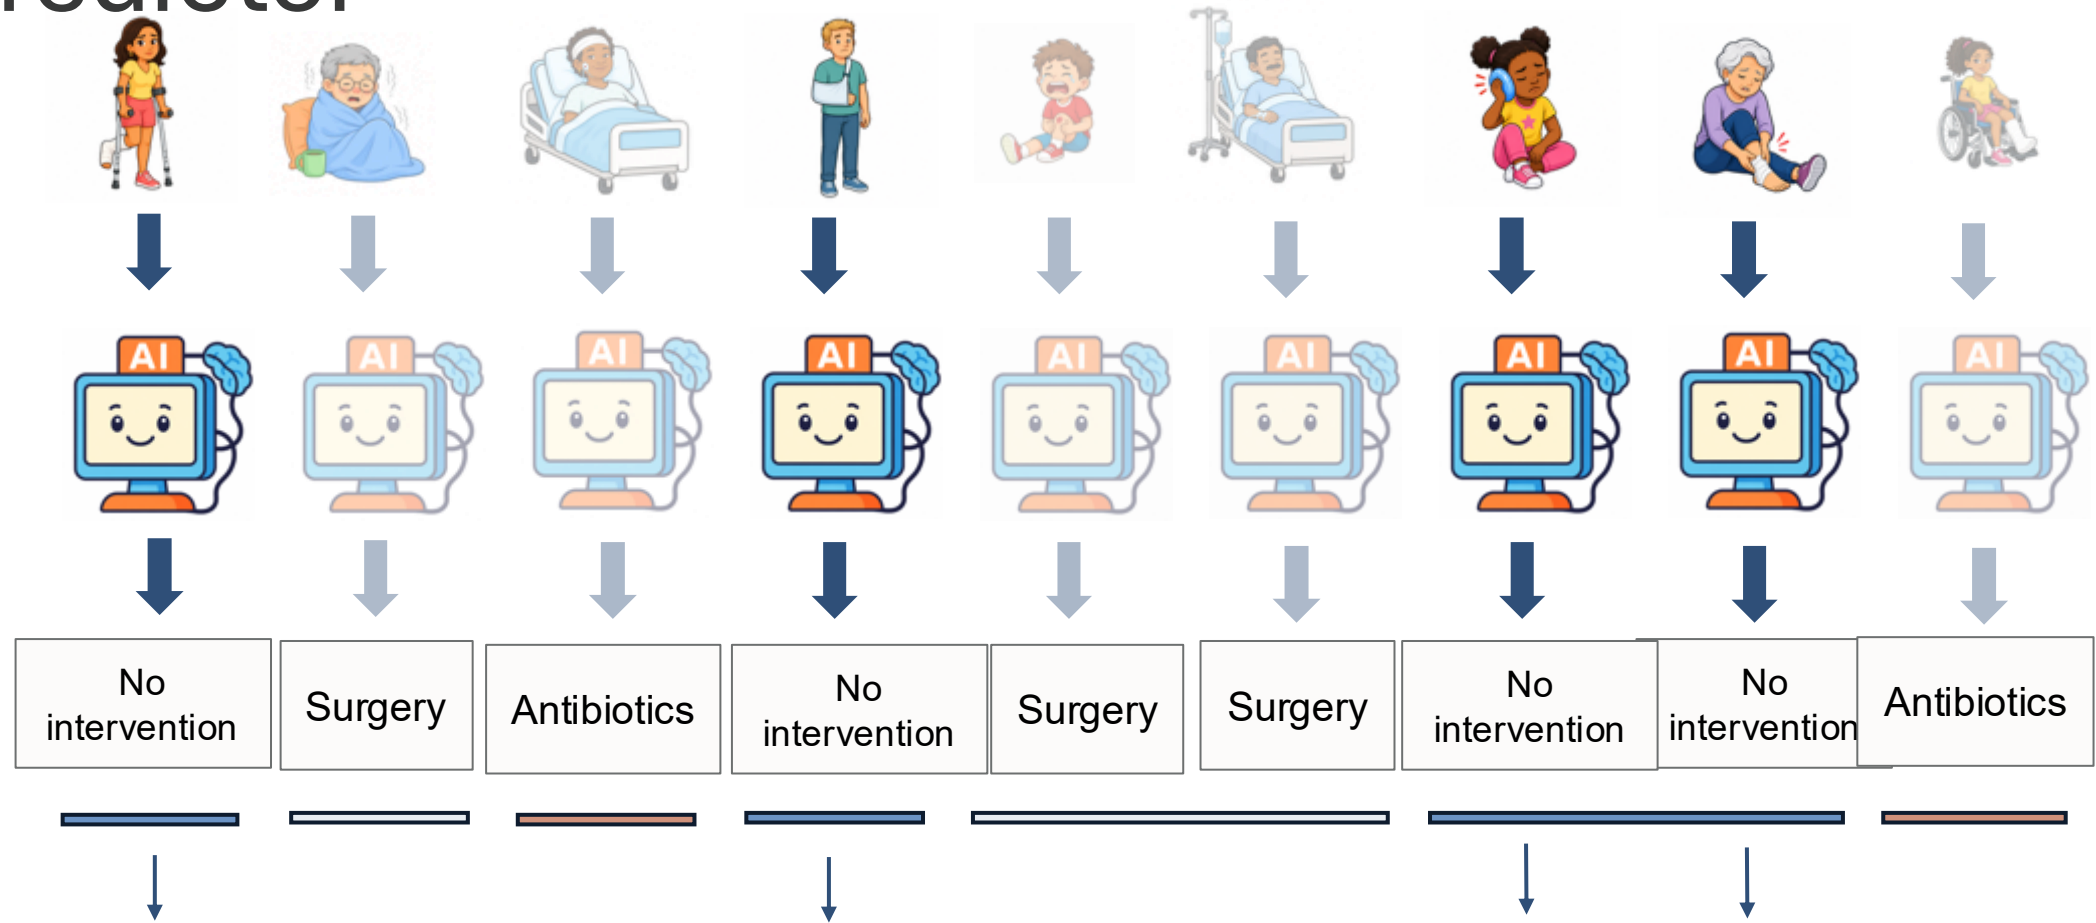 AI
AI
AI
AI
AI
AI
AI
AI
AI
No
intervention
Surgery
Antibiotics
No
intervention
Surgery
Surgery
No
intervention
No
intervention
Antibiotics